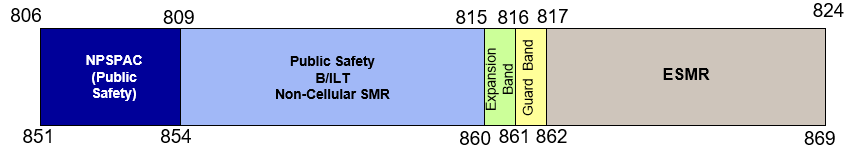 806 809 815 816 817 824
NPSPAC
(Public
Safety)
Public Safety
B/ILT
Non-Cellular SMR
Expansion
Band
Guard Band
ESMR
851 854 860 861 862 869